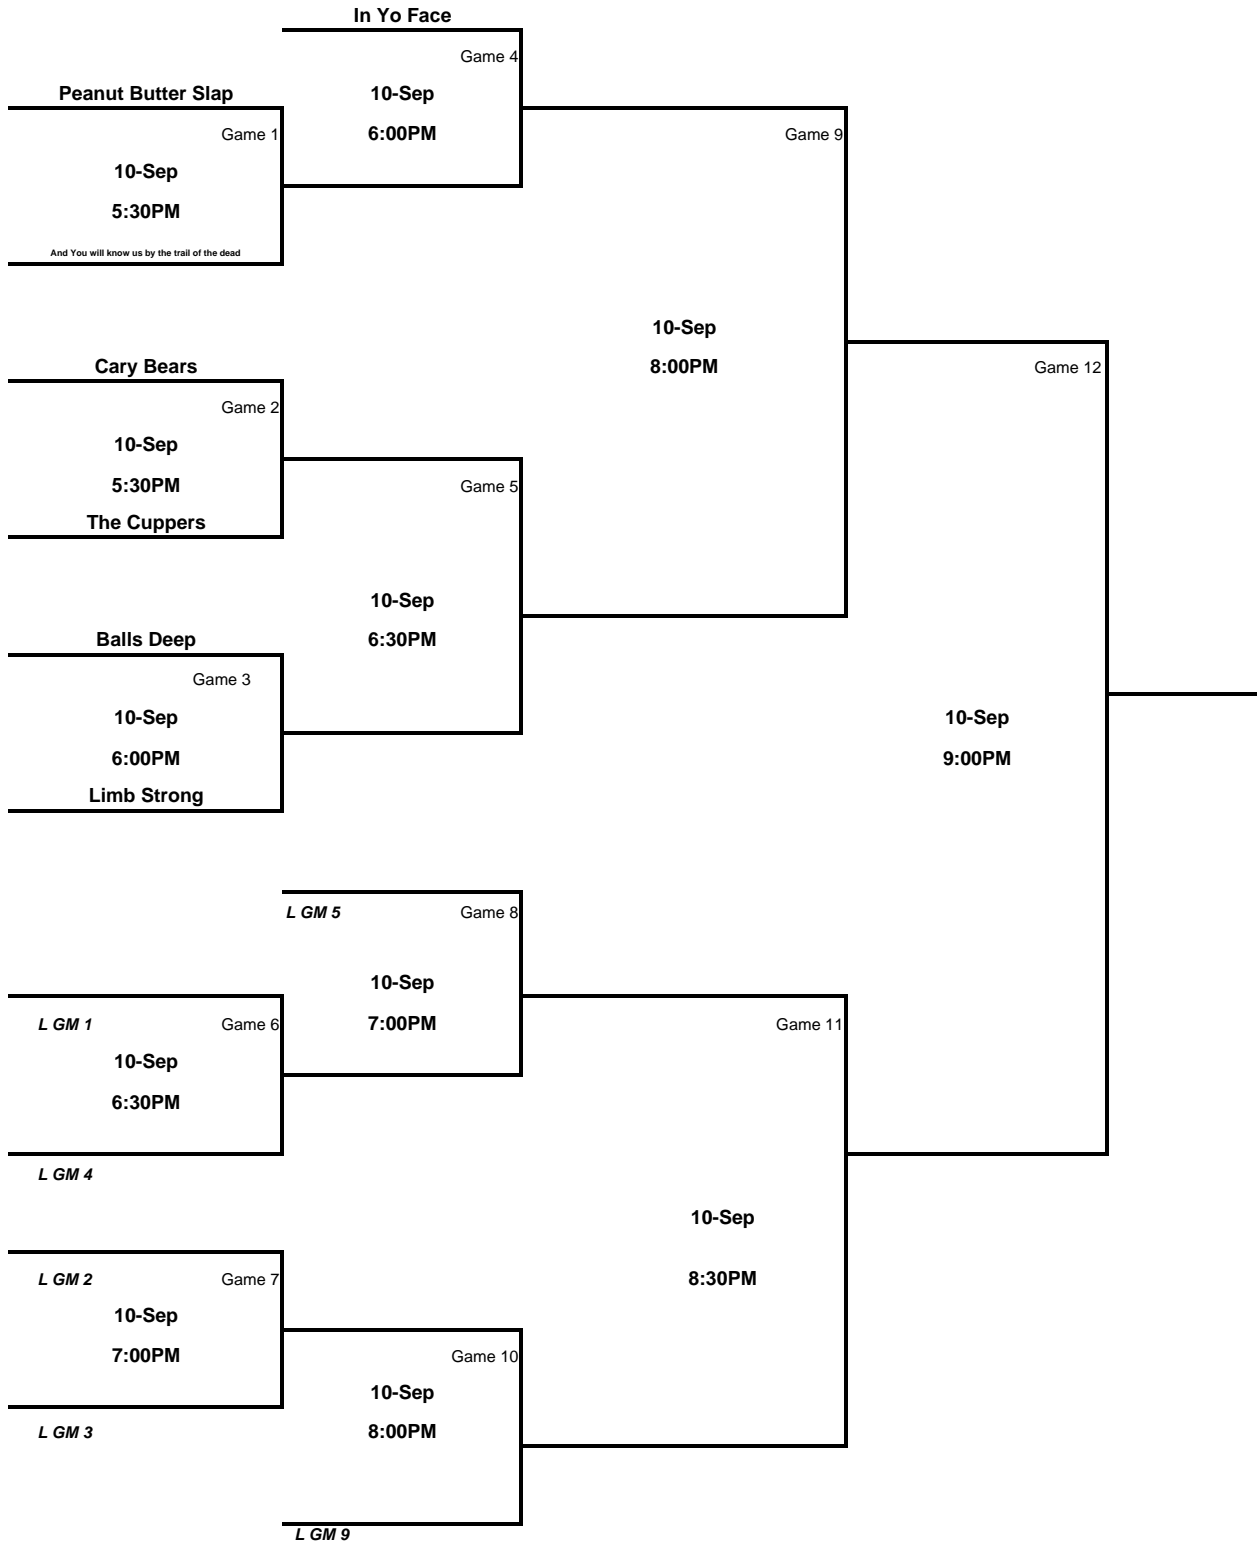 In Yo Face
Game 4
10-Sep
6:00PM
Peanut Butter Slap
Game 1
10-Sep
5:30PM
And You will know us by the trail of the dead
Game 9
10-Sep
8:00PM
Cary Bears
Game 2
10-Sep
5:30PM
The Cuppers
Game 5
10-Sep
6:30PM
Balls Deep
Game 3
10-Sep
6:00PM
Limb Strong
Game 12
10-Sep
9:00PM
L GM 5
Game 8
10-Sep
7:00PM
L GM 1
Game 6
10-Sep
6:30PM
L GM 4
Game 11
10-Sep
8:30PM
L GM 2
Game 7
10-Sep
7:00PM
L GM 3
Game 10
10-Sep
8:00PM
L GM 9